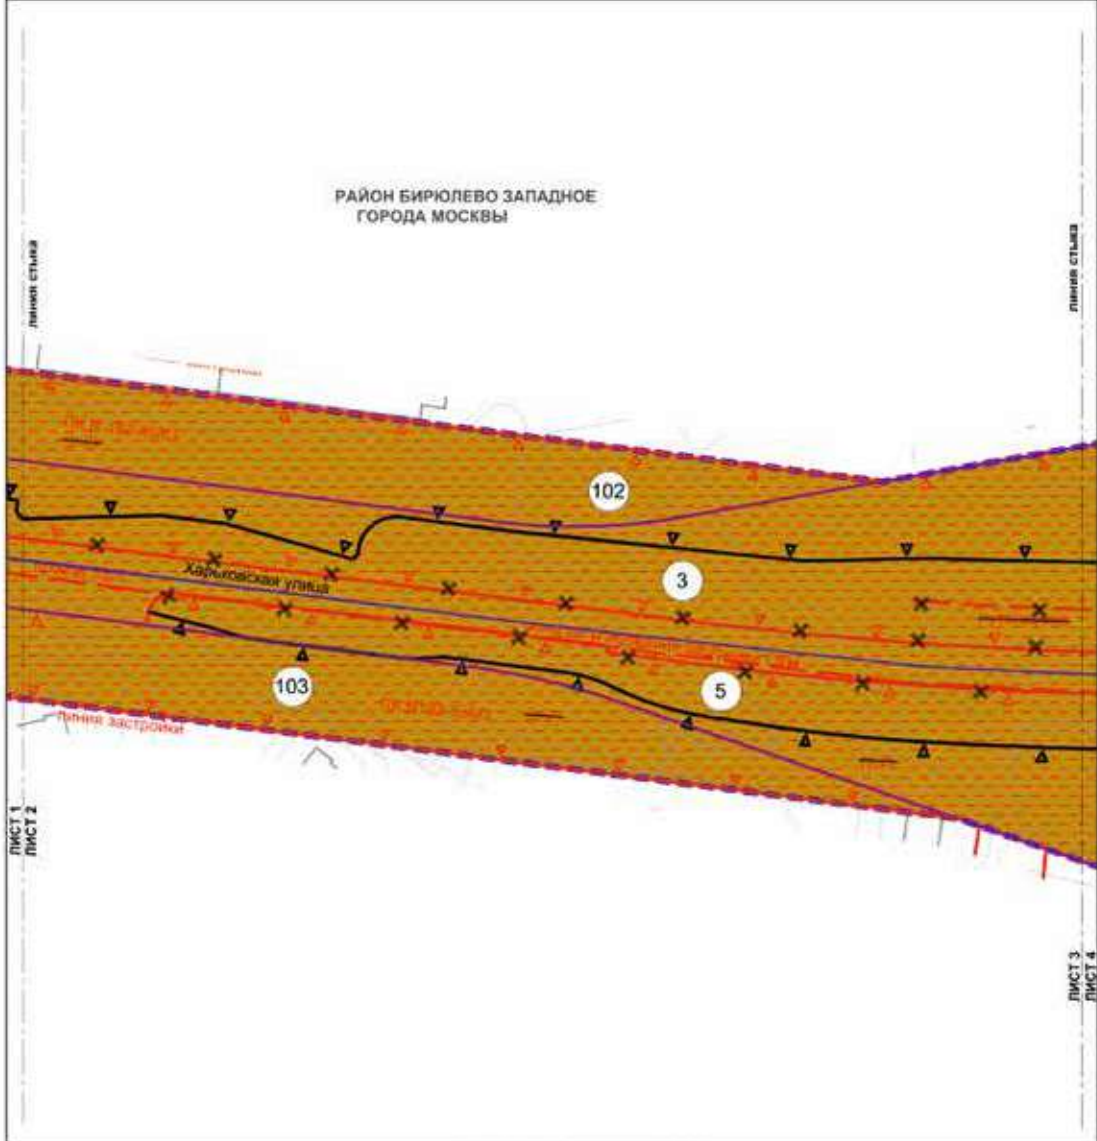 РАЙОН БИРЮЛЕВО ЗАПАДНОЕ
ГОРОДА МОСКВЫ
линия стыка
линия стыка
102
3
Харьковская улица
103
5
линия застройки
ЛИСТ 1
ЛИСТ 2
ЛИСТ 3
ЛИСТ 4